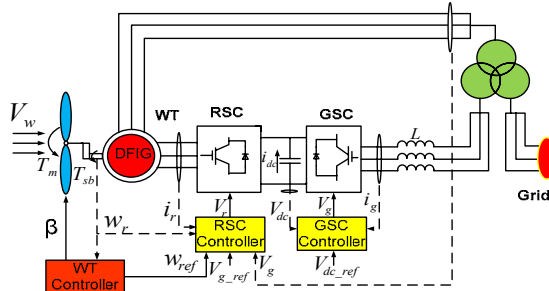 WT
RSC
GSC
V_w
T_m
T_sb
DFIG
i_dc
L
Grid
i_r
V_r
V_dc
V_g
i_g
β
w_r
RSC
Controller
GSC
Controller
WT
Controller
w_ref
V_g_ref
V_g
V_dc_ref